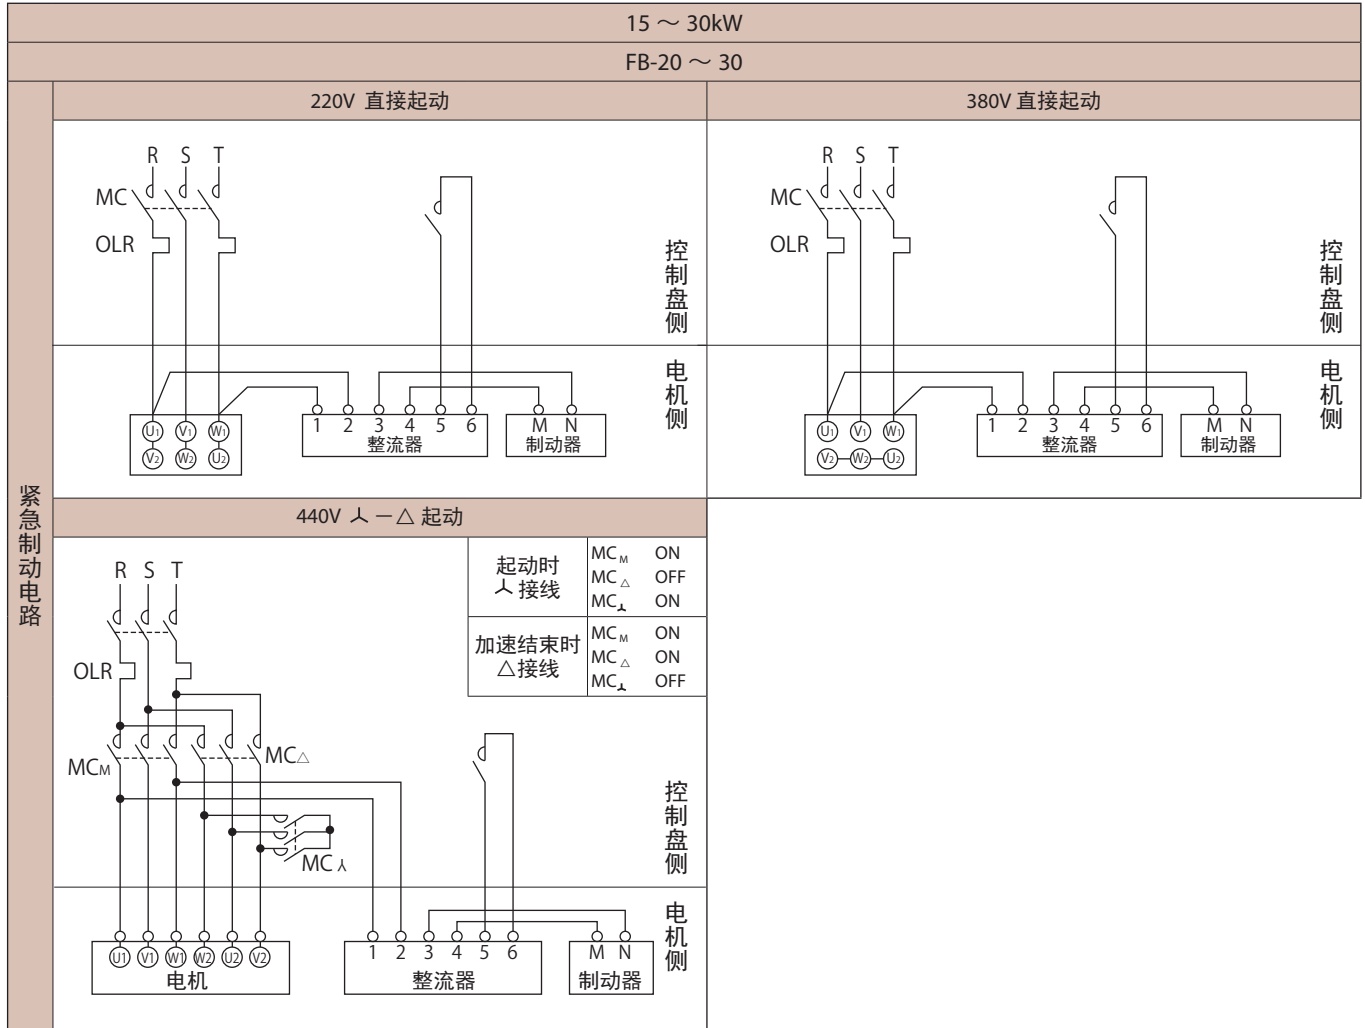 15 ～ 30kW
FB-20 ～ 30
紧急制动电路
220V 直接起动
R S T
MC
OLR
控制盘侧
电机侧
U1 V1 W1
V2 W2 U2
1 2 3 4 5 6
整流器
M N
制动器
380V 直接起动
R S T
MC
OLR
控制盘侧
电机侧
U1 V1 W1
V2 W2 U2
1 2 3 4 5 6
整流器
M N
制动器
440V 人 － △ 起动
起动时
人 接线
MCM ON
MC△ OFF
MC人 ON
加速结束时
△接线
MCM ON
MC△ ON
MC人 OFF
R S T
OLR
MCM
MC△
MC人
控制盘侧
电机侧
U1 V1 W1 W2 U2 V2
电机
1 2 3 4 5 6
整流器
M N
制动器